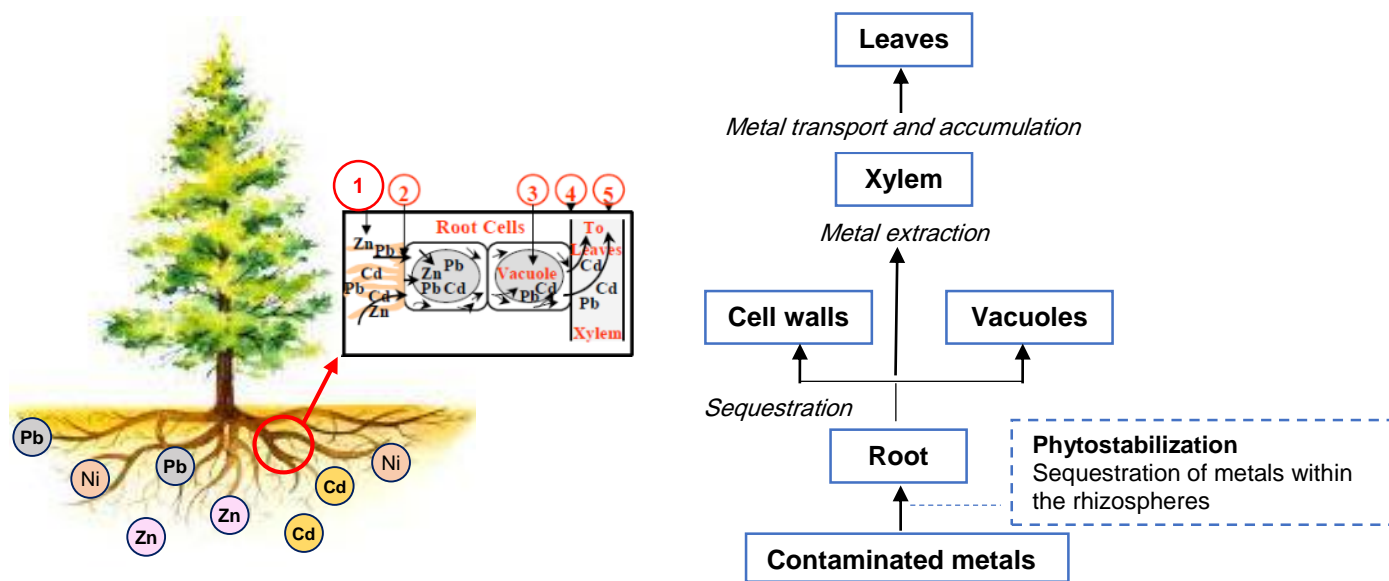 1
2
3
4
5
Root Cells
To
Leaves
Zn
Pb
Cd
Pb
Cd
Zn
Zn
Pb
Pb
Cd
Vacuole
Pb
Cd
Cd
Cd
Pb
Xylem
Pb
Ni
Pb
Zn
Zn
Cd
Cd
Ni
Leaves
Metal transport and accumulation
Xylem
Metal extraction
Cell walls
Vacuoles
Sequestration
Root
Phytostabilization
Sequestration of metals within
the rhizospheres
Contaminated metals